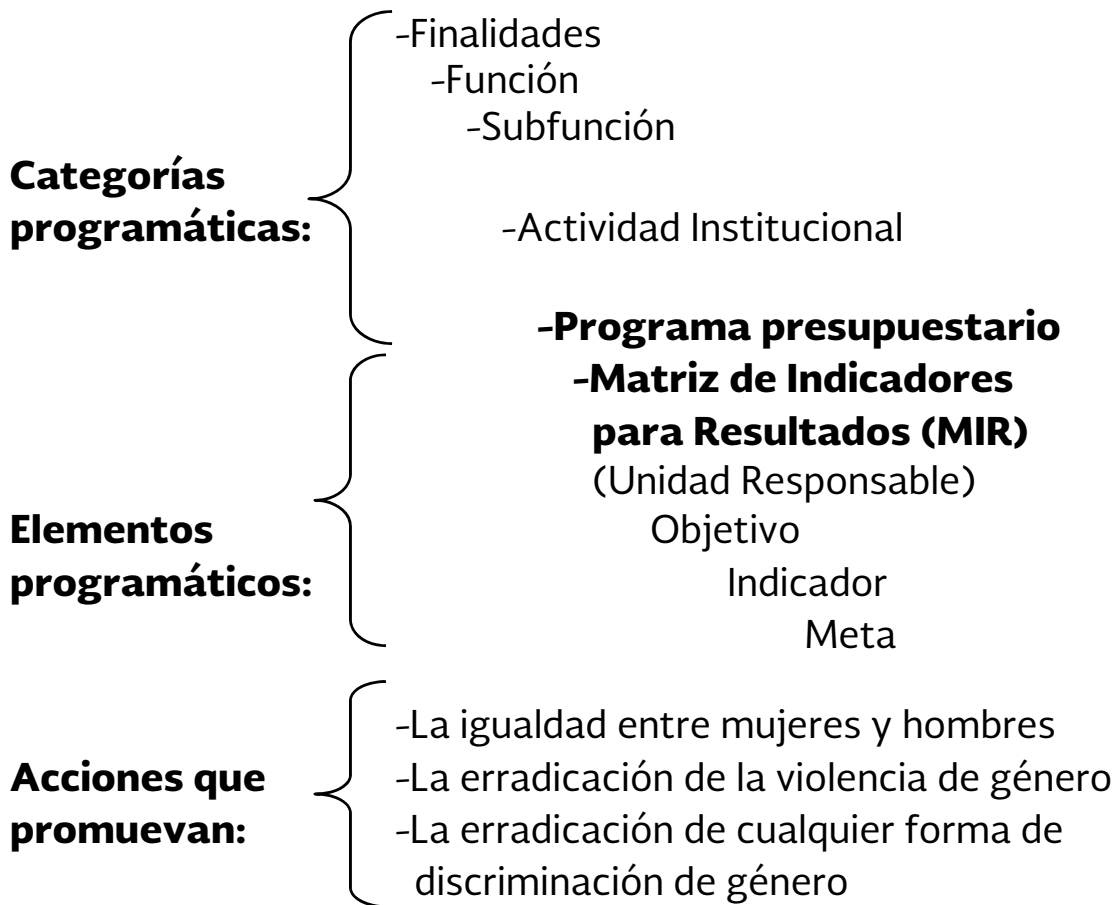 -Finalidades
-Función
-Subfunción
Categorías
programáticas:
-Actividad Institucional
-Programa presupuestario
-Matriz de Indicadores
para Resultados (MIR)
(Unidad Responsable)
Elementos
programáticos:
Objetivo
Indicador
Meta
Acciones que
promuevan:
-La igualdad entre mujeres y hombres
-La erradicación de la violencia de género
-La erradicación de cualquier forma de
discriminación de género